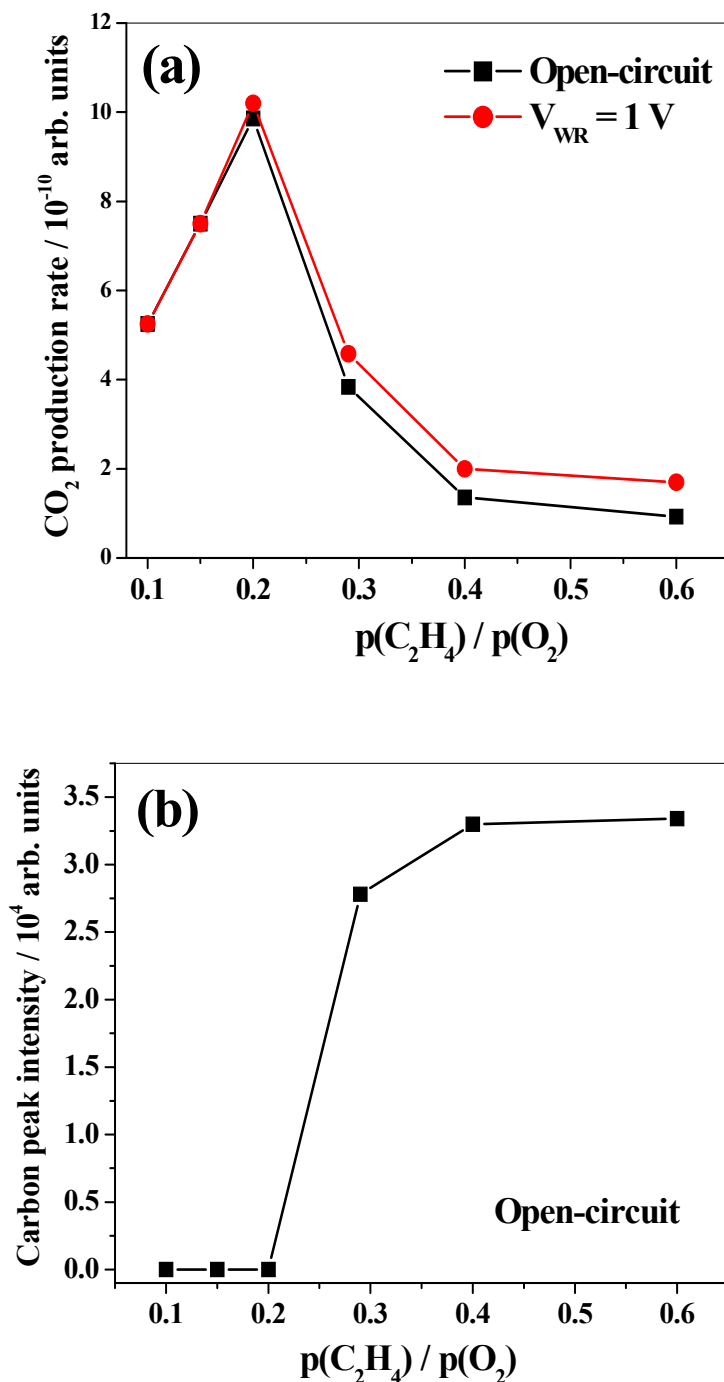 (a)
Open-circuit
V_WR = 1 V
12
10
8
6
4
2
0
CO₂ production rate / 10⁻¹⁰ arb. units
0.1 0.2 0.3 0.4 0.5 0.6
p(C₂H₄) / p(O₂)
(b)
3.5
3.0
2.5
2.0
1.5
1.0
0.5
0.0
Carbon peak intensity / 10⁴ arb. units
Open-circuit
0.1 0.2 0.3 0.4 0.5 0.6
p(C₂H₄) / p(O₂)